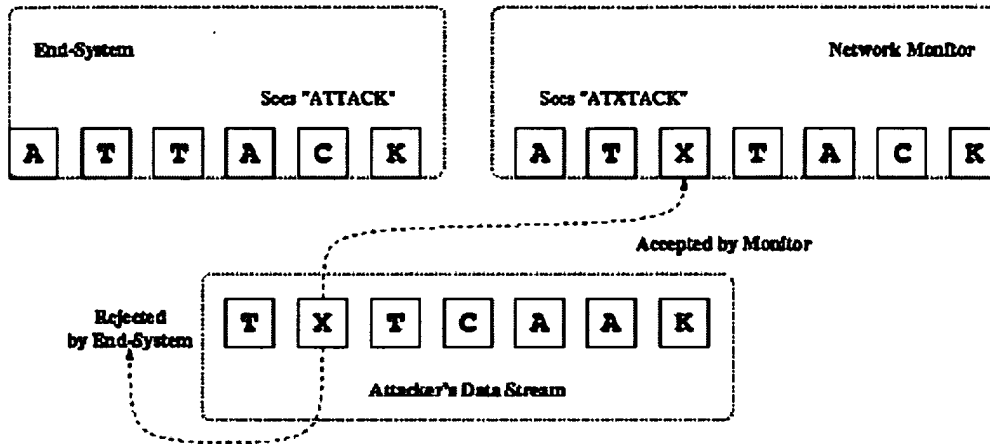 End-System
Network Monitor
Sees "ATTACK"
Sees "ATXTACK"
A T T A C K
A T X T A C K
Accepted by Monitor
Rejected
by End-System
T X T C A A K
Attacker's Data Stream